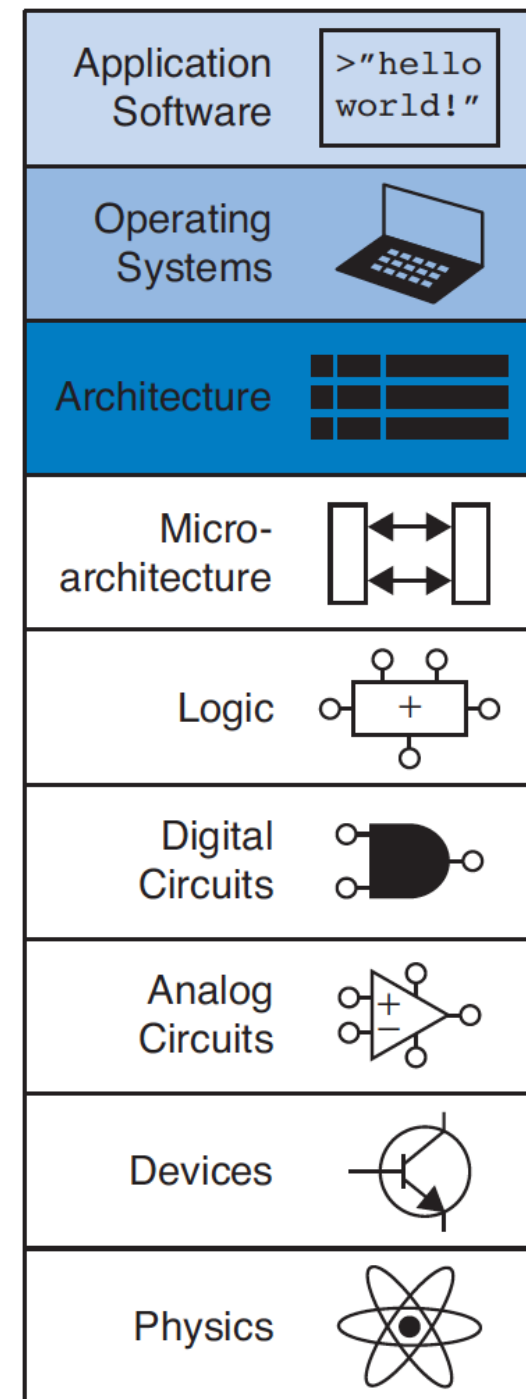 Application
Software
>"hello
world!"
Operating
Systems
Architecture
Micro-
architecture
Logic
+
Digital
Circuits
Analog
Circuits
+
−
Devices
Physics